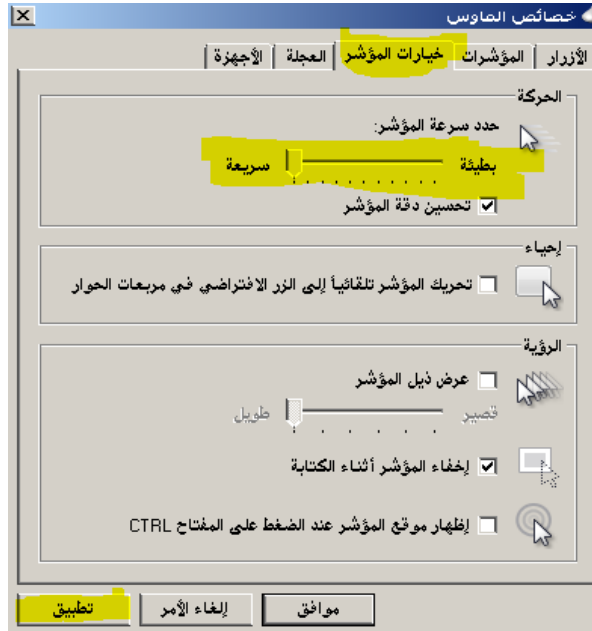 خصائص الماوس
الأزرار المؤشرات خيارات المؤشر العجلة الأجهزة
الحركة
حدد سرعة المؤشر:
بطيئة سريعة
تحسين دقة المؤشر
إحياء
تحريك المؤشر تلقائياً إلى الزر الافتراضي في مربعات الحوار
الرؤية
عرض ذيل المؤشر
قصير طويل
إخفاء المؤشر أثناء الكتابة
إظهار موقع المؤشر عند الضغط على المفتاح CTRL
موافق إلغاء الأمر تطبيق